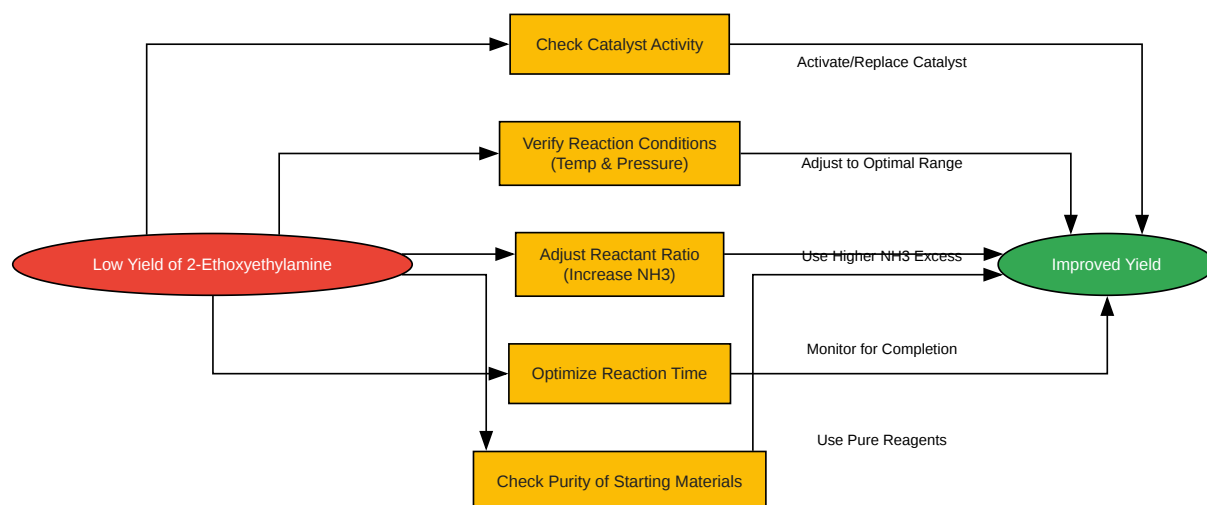 Check Catalyst Activity
Activate/Replace Catalyst
Verify Reaction Conditions
(Temp & Pressure)
Adjust to Optimal Range
Low Yield of 2-Ethoxyethylamine
Adjust Reactant Ratio
(Increase NH3)
Use Higher NH3 Excess
Improved Yield
Optimize Reaction Time
Monitor for Completion
Check Purity of Starting Materials
Use Pure Reagents